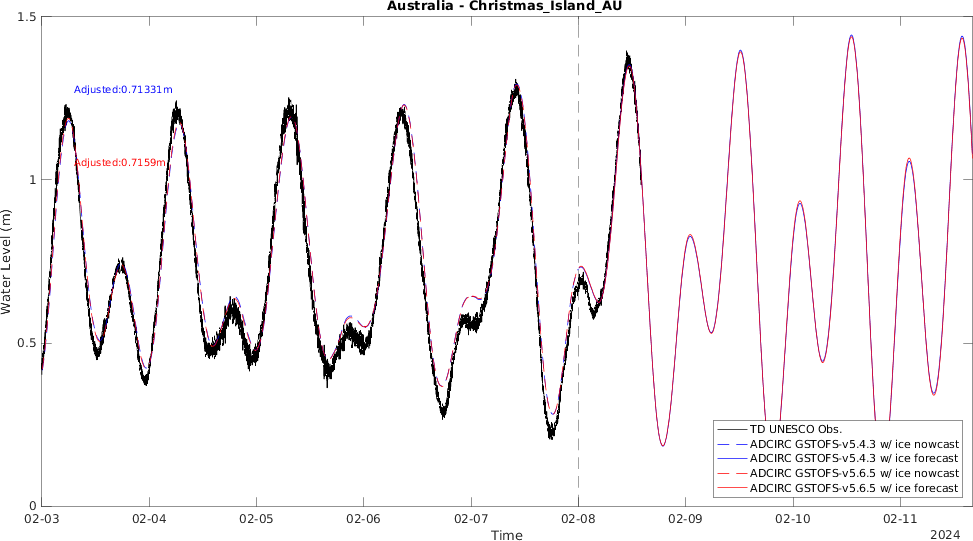 Australia - Christmas_Island_AU
1.5
Adjusted:0.71331m
Adjusted:0.7159m
1
Water Level (m)
0.5
TD UNESCO Obs.
ADCIRC GSTOFS-v5.4.3 w/ ice nowcast
ADCIRC GSTOFS-v5.4.3 w/ ice forecast
ADCIRC GSTOFS-v5.6.5 w/ ice nowcast
ADCIRC GSTOFS-v5.6.5 w/ ice forecast
0
02-03 02-04 02-05 02-06 02-07 02-08 02-09 02-10 02-11
Time 2024